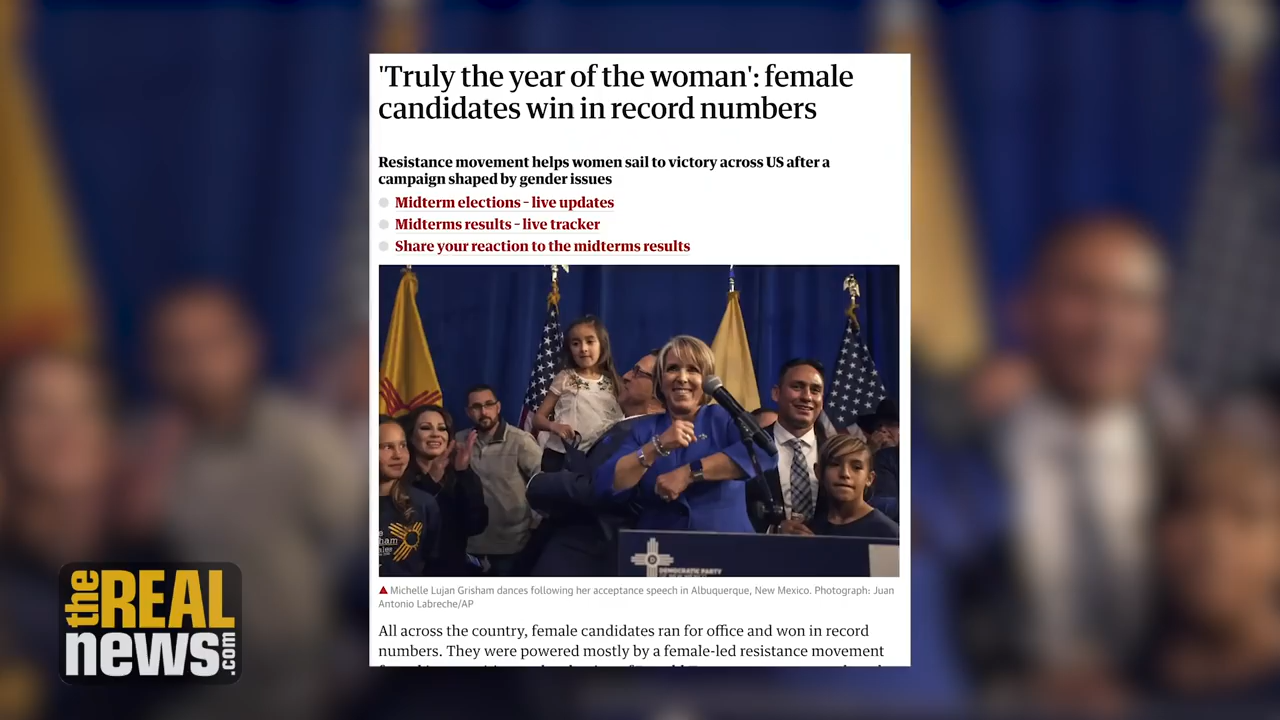 'Truly the year of the woman': female
candidates win in record numbers
Resistance movement helps women sail to victory across US after a
campaign shaped by gender issues
Midterm elections – live updates
Midterms results – live tracker
Share your reaction to the midterms results
DEMOCRATIC PARTY
Michelle Lujan Grisham dances following her acceptance speech in Albuquerque, New Mexico. Photograph: Juan
Antonio Labreche/AP
All across the country, female candidates ran for office and won in record
numbers. They were powered mostly by a female-led resistance movement
the REAL
news.com